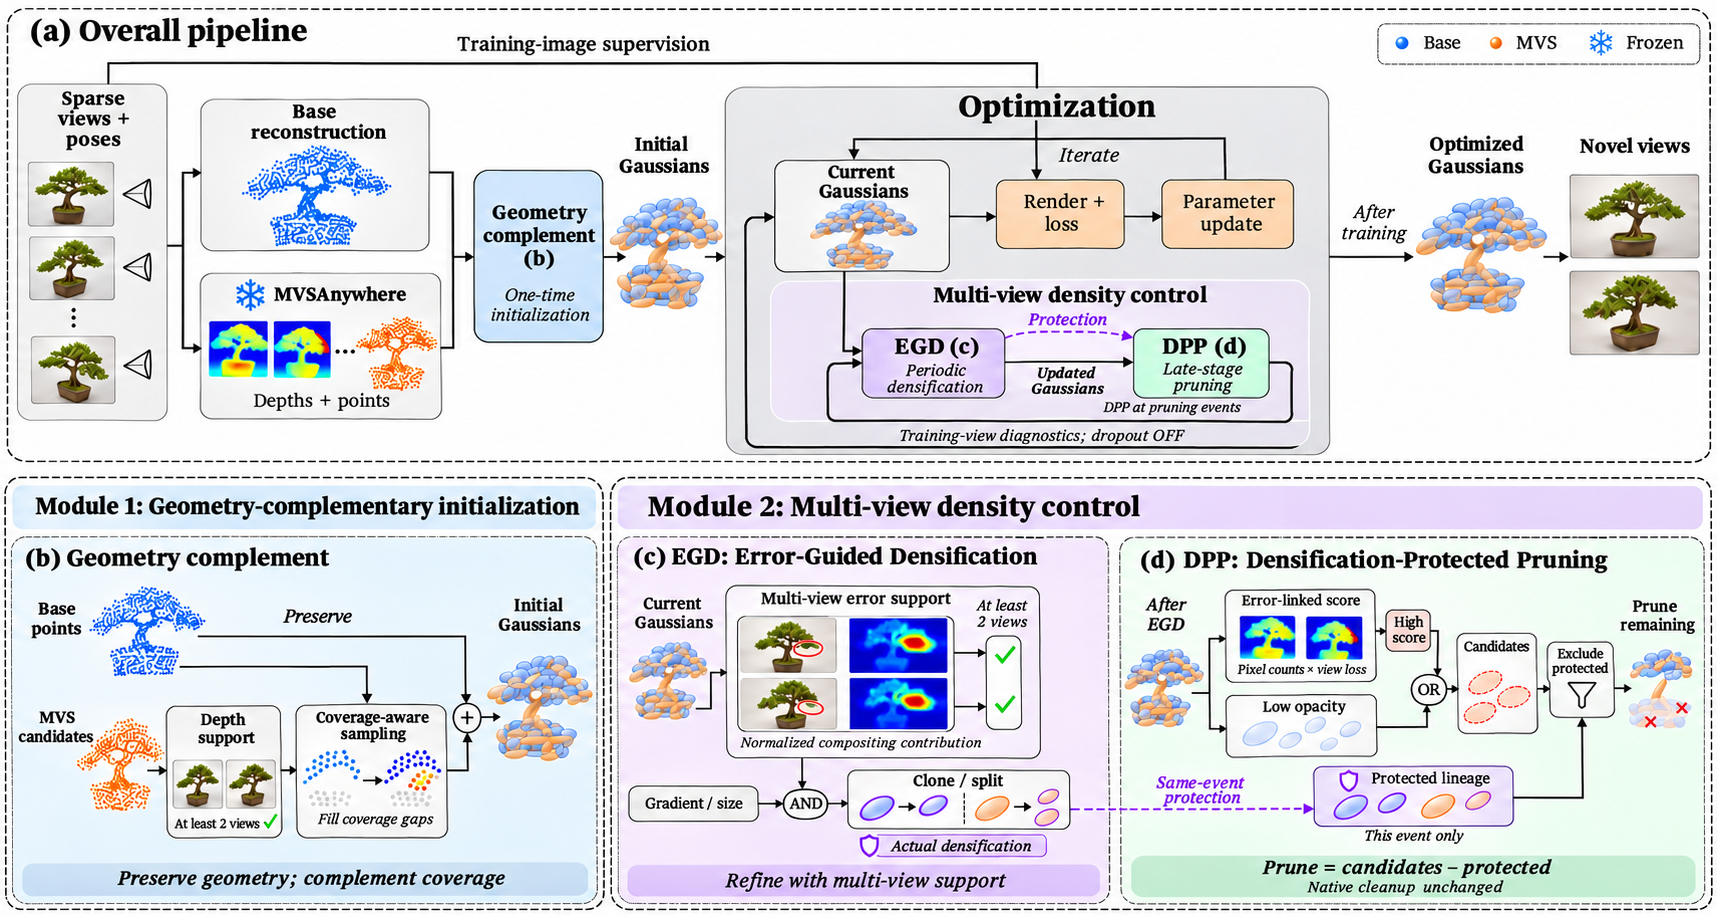 (a) Overall pipeline
Training-image supervision
Base
MVS
Frozen
Sparse
views +
poses
Base
reconstruction
MVSAnywhere
Depths + points
Geometry
complement
(b)
One-time
initialization
Initial
Gaussians
Optimization
Iterate
Current
Gaussians
Render +
loss
Parameter
update
Multi-view density control
Protection
EGD (c)
Periodic
densification
Updated
Gaussians
DPP (d)
Late-stage
pruning
DPP at pruning events
Training-view diagnostics; dropout OFF
After
training
Optimized
Gaussians
Novel views
Module 1: Geometry-complementary initialization
(b) Geometry complement
Base
points
Preserve
Initial
Gaussians
MVS
candidates
Depth
support
At least 2 views
Coverage-aware
sampling
Fill coverage gaps
+
Preserve geometry; complement coverage
Module 2: Multi-view density control
(c) EGD: Error-Guided Densification
Current
Gaussians
Multi-view error support
At least
2 views
Normalized compositing contribution
Gradient / size
AND
Clone / split
Actual densification
Refine with multi-view support
(d) DPP: Densification-Protected Pruning
After
EGD
Error-linked score
Pixel counts × view loss
High
score
Low opacity
OR
Candidates
Exclude
protected
Prune
remaining
Same-event
protection
Protected lineage
This event only
Prune = candidates – protected
Native cleanup unchanged